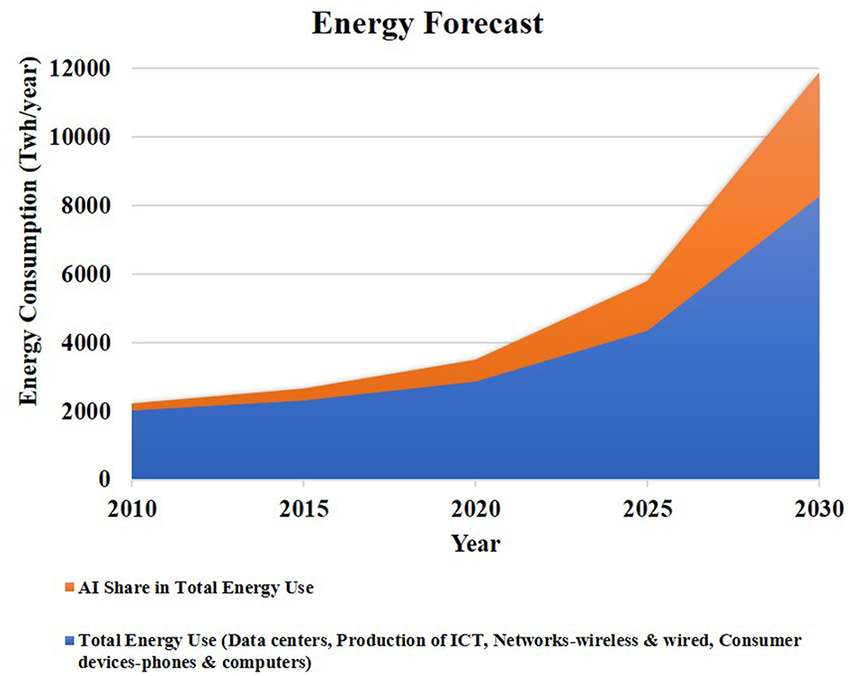 Energy Forecast
Energy Consumption (Twh/year)
12000
10000
8000
6000
4000
2000
0
2010 2015 2020 2025 2030
Year
AI Share in Total Energy Use
Total Energy Use (Data centers, Production of ICT, Networks-wireless & wired, Consumer
devices-phones & computers)